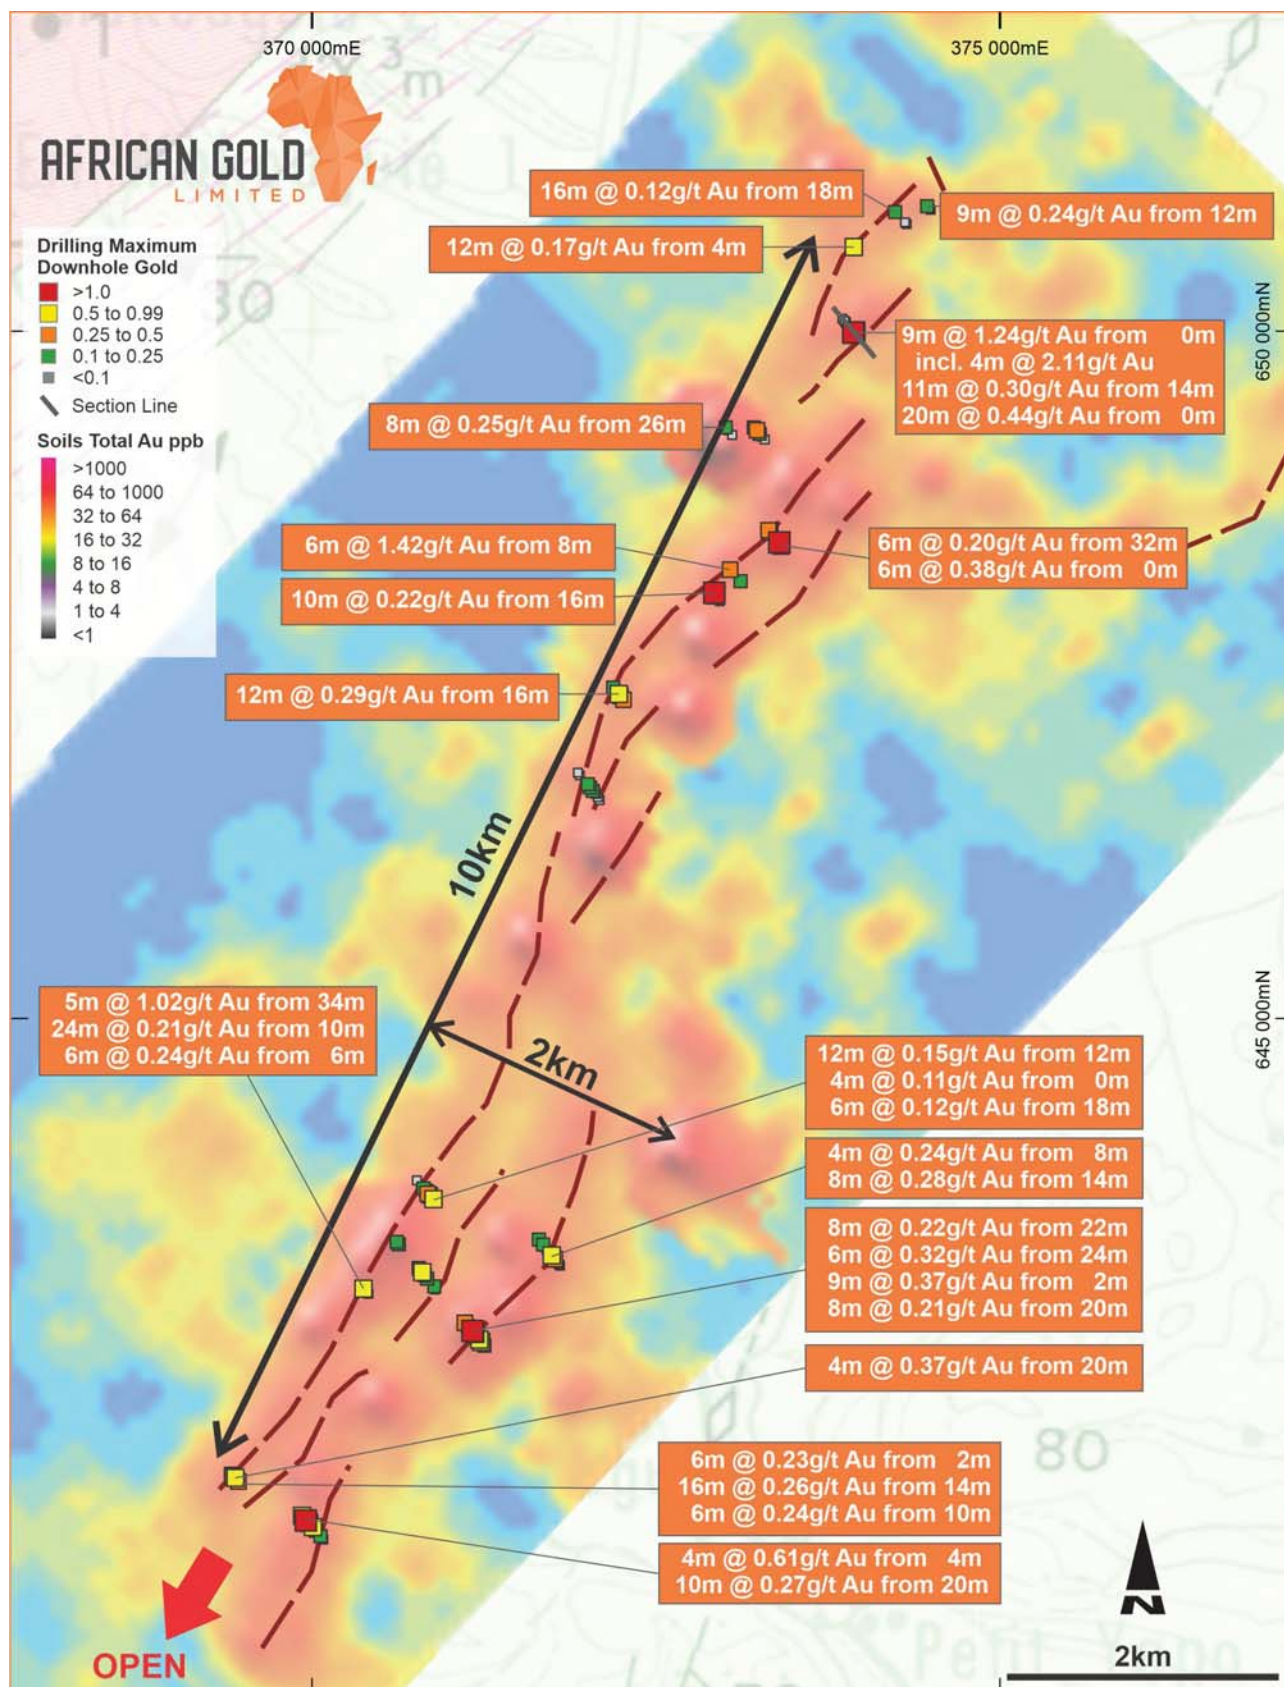 370 000mE
375 000mE
AFRICAN GOLD
LIMITED
Drilling Maximum
Downhole Gold
>1.0
0.5 to 0.99
0.25 to 0.5
0.1 to 0.25
<0.1
Section Line
Soils Total Au ppb
>1000
64 to 1000
32 to 64
16 to 32
8 to 16
4 to 8
1 to 4
<1
1
3
m
30
16m @ 0.12g/t Au from 18m
9m @ 0.24g/t Au from 12m
12m @ 0.17g/t Au from 4m
650 000mN
9m @ 1.24g/t Au from 0m
incl. 4m @ 2.11g/t Au
11m @ 0.30g/t Au from 14m
20m @ 0.44g/t Au from 0m
8m @ 0.25g/t Au from 26m
6m @ 1.42g/t Au from 8m
6m @ 0.20g/t Au from 32m
6m @ 0.38g/t Au from 0m
10m @ 0.22g/t Au from 16m
12m @ 0.29g/t Au from 16m
10km
5m @ 1.02g/t Au from 34m
24m @ 0.21g/t Au from 10m
6m @ 0.24g/t Au from 6m
2km
645 000mN
12m @ 0.15g/t Au from 12m
4m @ 0.11g/t Au from 0m
6m @ 0.12g/t Au from 18m
4m @ 0.24g/t Au from 8m
8m @ 0.28g/t Au from 14m
8m @ 0.22g/t Au from 22m
6m @ 0.32g/t Au from 24m
9m @ 0.37g/t Au from 2m
8m @ 0.21g/t Au from 20m
4m @ 0.37g/t Au from 20m
80
6m @ 0.23g/t Au from 2m
16m @ 0.26g/t Au from 14m
6m @ 0.24g/t Au from 10m
4m @ 0.61g/t Au from 4m
10m @ 0.27g/t Au from 20m
OPEN
N
Petit
2km